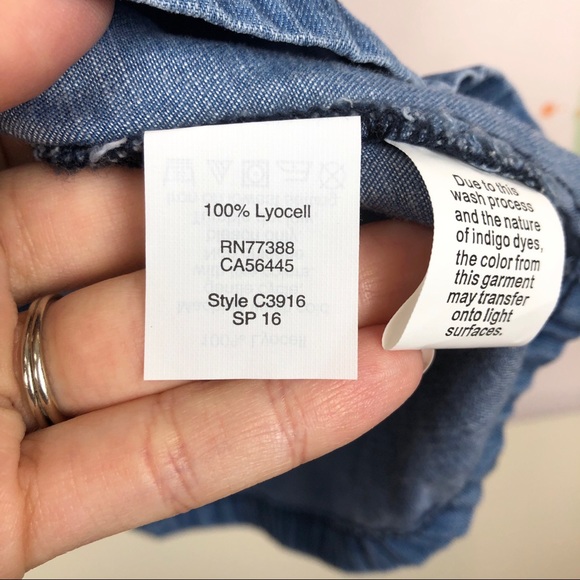 100% Lyocell
RN77388
CA56445
Style C3916
SP 16
Due to this
wash process
and the nature
of indigo dyes,
the color from
this garment
may transfer
onto light
surfaces.